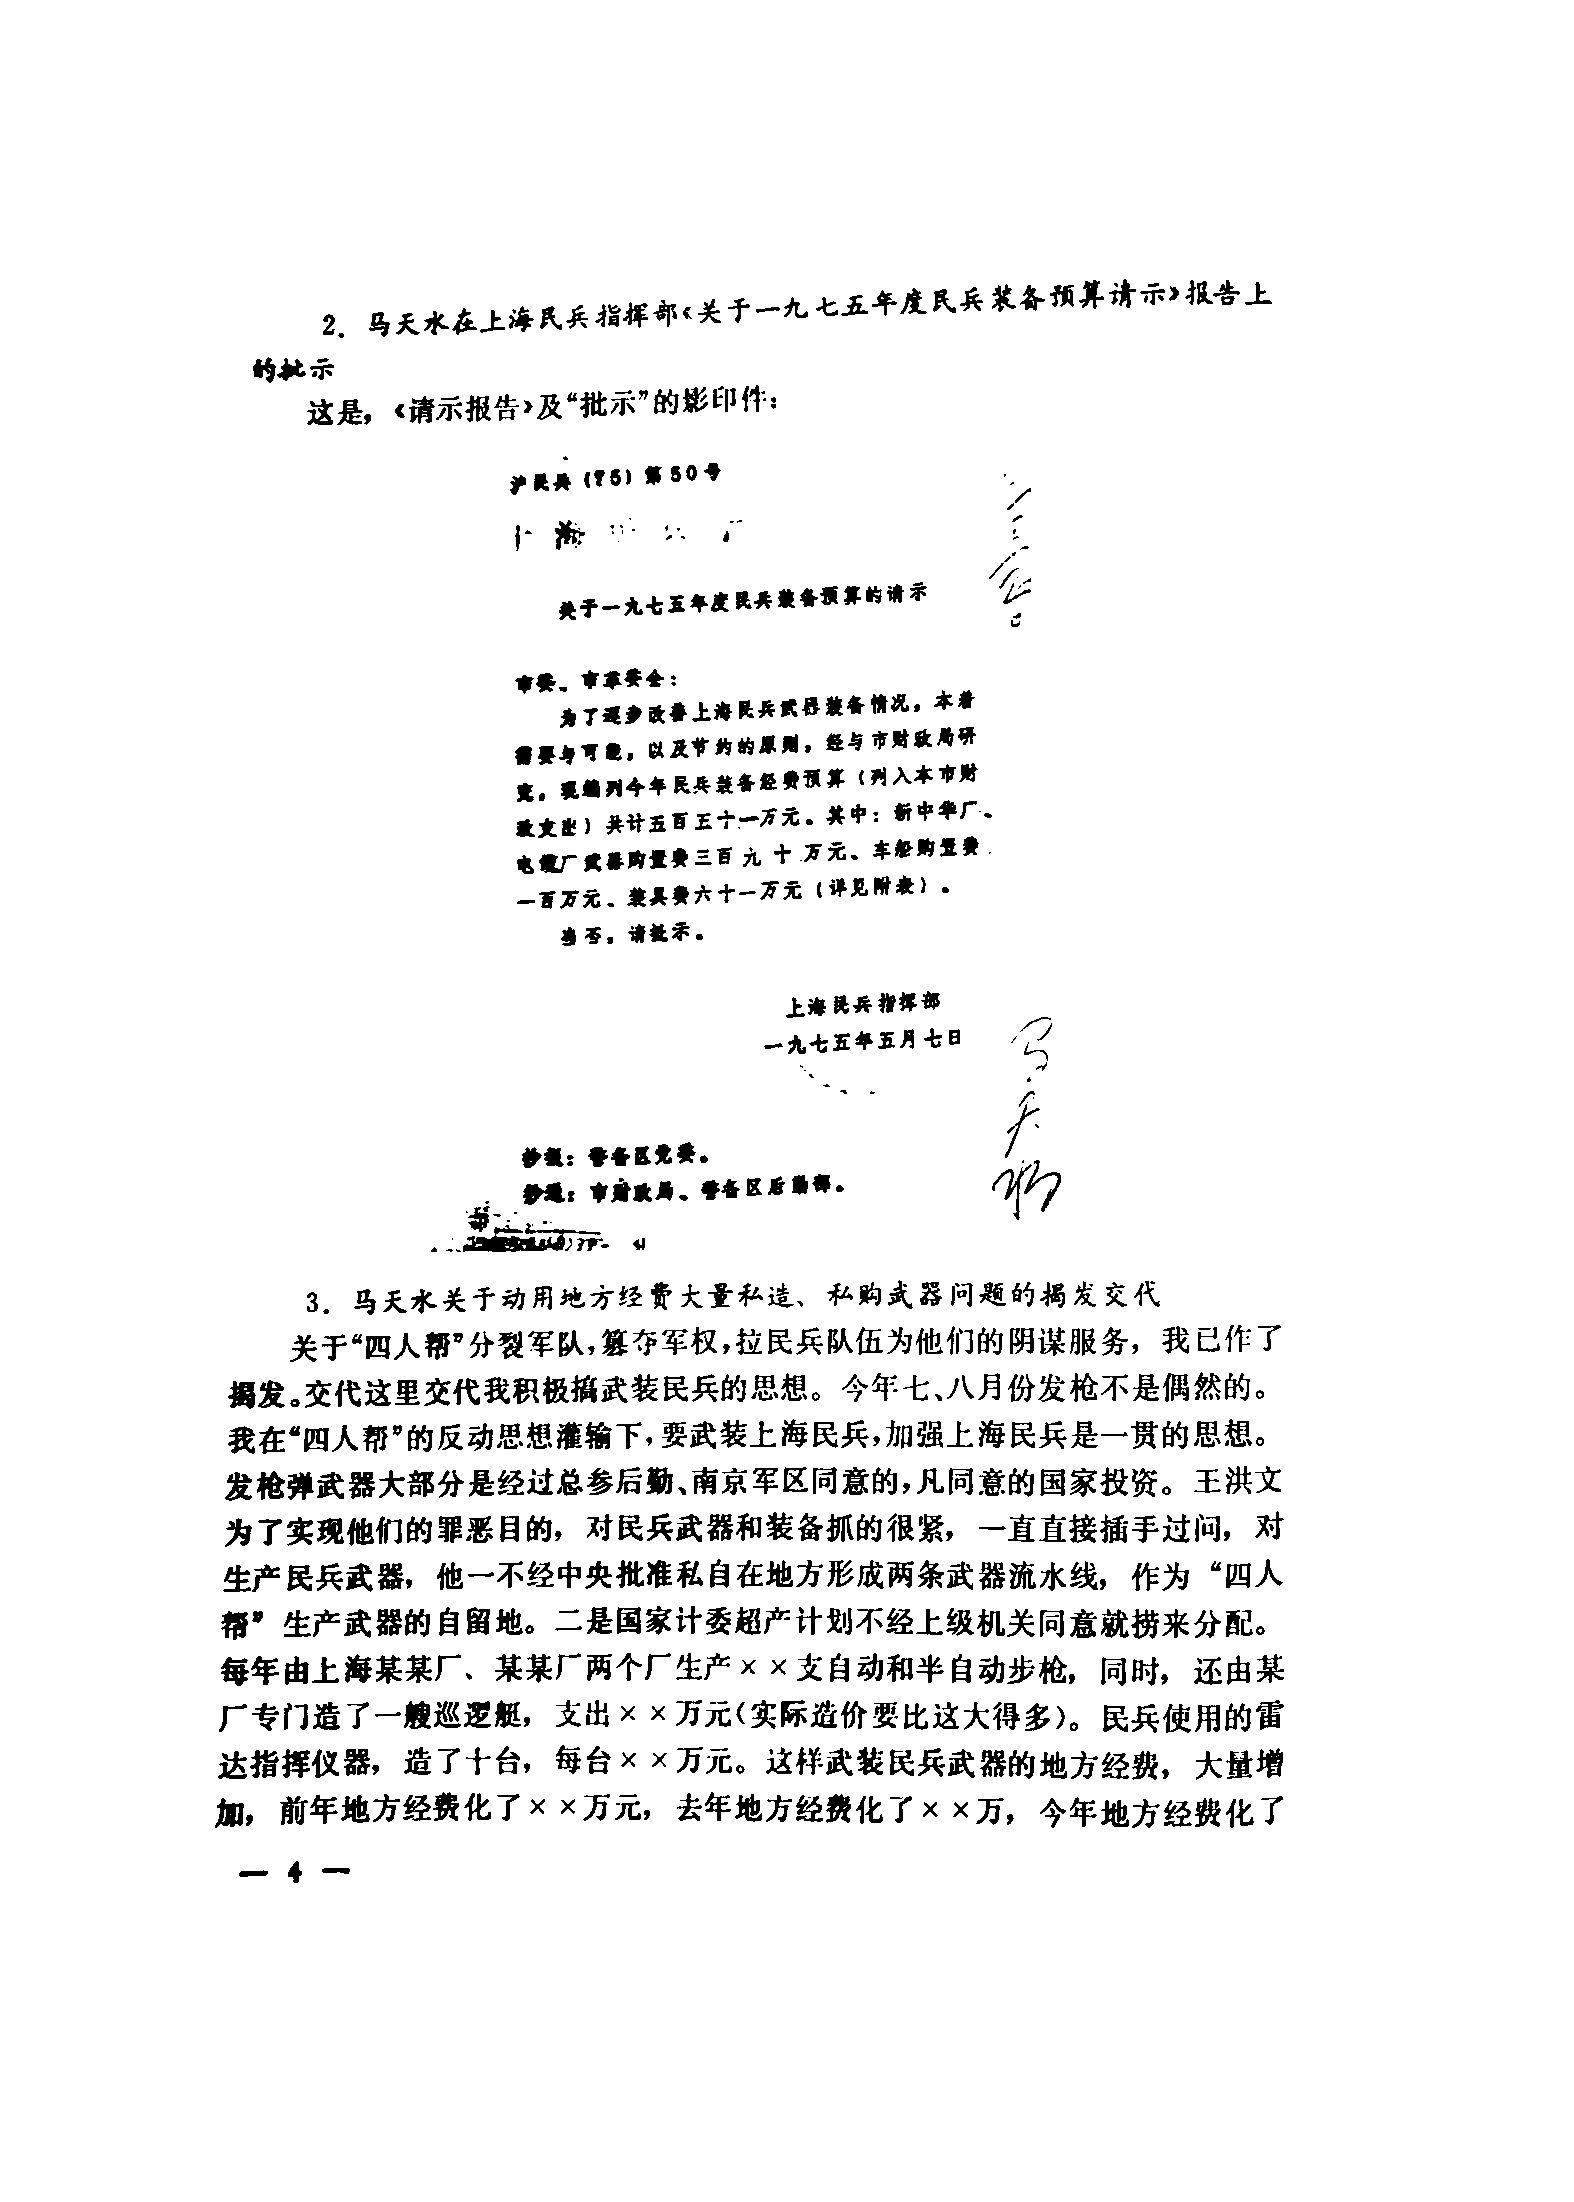 2．马天水在上海民兵指挥部《关于一九七五年度民兵装备预算请示》报告上
的批示
这是，《请示报告》及“批示”的影印件：
沪民兵（75）第50号
上海
关于一九七五年度民兵装备预算的请示
市委、市革委会：
为了逐步改善上海民兵武器装备情况，本着
需要与可能，以及节约的原则，经与市财政局研
究，现编列今年民兵装备经费预算（列入本市财
政支出）共计五百五十一万元。其中：新中华厂、
电缆厂武器购置费三百九十万元、车船购置费
一百万元、装具费六十一万元（详见附表）。
当否，请批示。
上海民兵指挥部
一九七五年五月七日
马天水
抄报：警备区党委。
抄送：市财政局、警备区后勤部。
3．马天水关于动用地方经费大量私造、私购武器问题的揭发交代
关于“四人帮”分裂军队，篡夺军权，拉民兵队伍为他们的阴谋服务，我已作了
揭发。交代这里交代我积极搞武装民兵的思想。今年七、八月份发枪不是偶然的。
我在“四人帮”的反动思想灌输下，要武装上海民兵，加强上海民兵是一贯的思想。
发枪弹武器大部分是经过总参后勤、南京军区同意的，凡同意的国家投资。王洪文
为了实现他们的罪恶目的，对民兵武器和装备抓的很紧，一直直接插手过问，对
生产民兵武器，他一不经中央批准私自在地方形成两条武器流水线，作为“四人
帮”生产武器的自留地。二是国家计委超产计划不经上级机关同意就捞来分配。
每年由上海某某厂、某某厂两个厂生产××支自动和半自动步枪，同时，还由某
厂专门造了一艘巡逻艇，支出××万元（实际造价要比这大得多）。民兵使用的雷
达指挥仪器，造了十台，每台××万元。这样武装民兵武器的地方经费，大量增
加，前年地方经费化了××万元，去年地方经费化了××万，今年地方经费化了
— 4 —